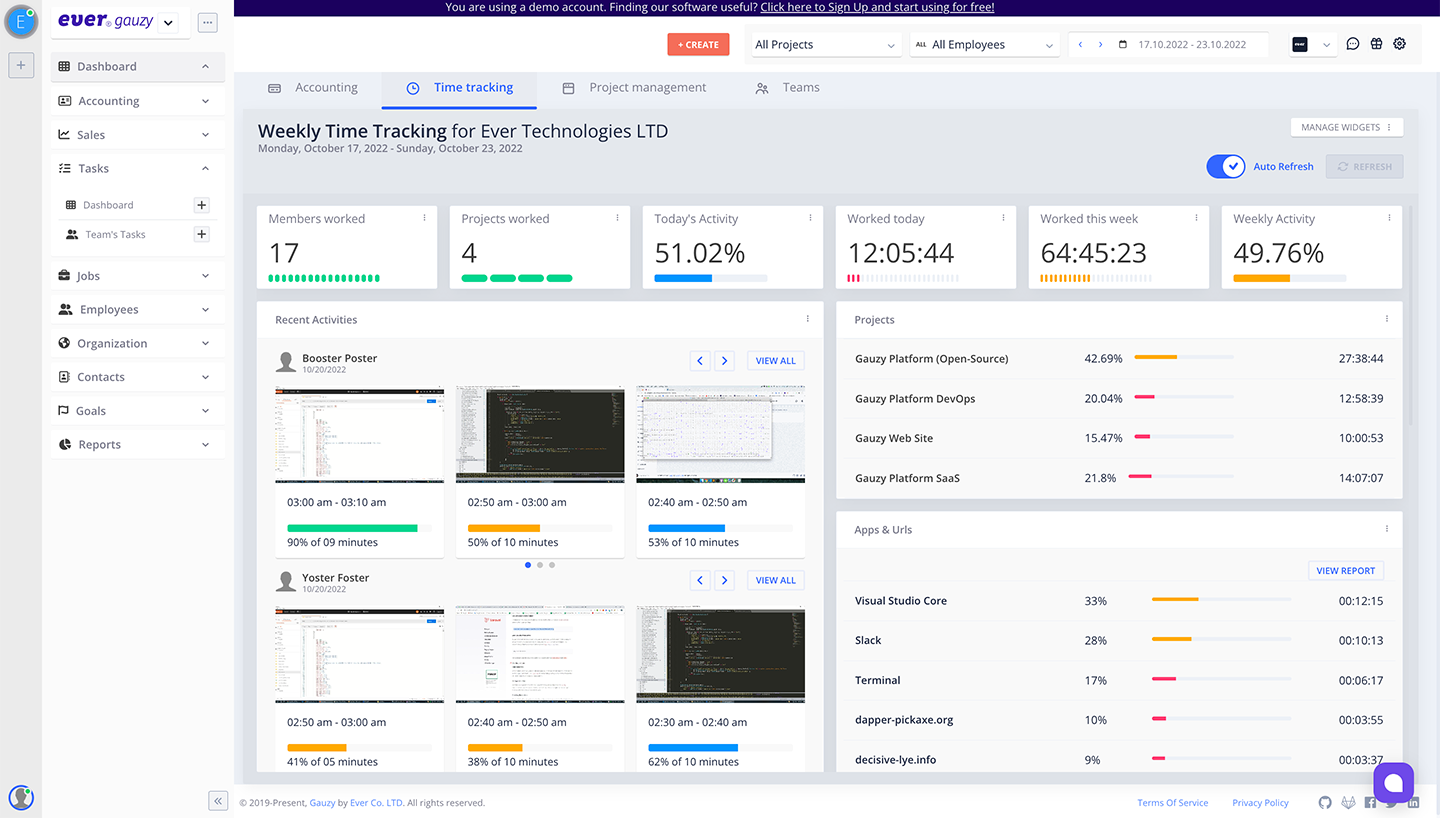 You are using a demo account. Finding our software useful? Click here to Sign Up and start using for free!
E
ever® gauzy
+ CREATE
All Projects
ALL All Employees
17.10.2022 - 23.10.2022
ever
Dashboard
Accounting
Sales
Tasks
Dashboard
Team's Tasks
Jobs
Employees
Organization
Contacts
Goals
Reports
Accounting
Time tracking
Project management
Teams
Weekly Time Tracking for Ever Technologies LTD
Monday, October 17, 2022 - Sunday, October 23, 2022
MANAGE WIDGETS
Auto Refresh
REFRESH
Members worked
17
Projects worked
4
Today's Activity
51.02%
Worked today
12:05:44
Worked this week
64:45:23
Weekly Activity
49.76%
Recent Activities
Booster Poster
10/20/2022
VIEW ALL
03:00 am - 03:10 am
90% of 09 minutes
02:50 am - 03:00 am
50% of 10 minutes
02:40 am - 02:50 am
53% of 10 minutes
Yoster Foster
10/20/2022
VIEW ALL
02:50 am - 03:00 am
41% of 05 minutes
02:40 am - 02:50 am
38% of 10 minutes
02:30 am - 02:40 am
62% of 10 minutes
Projects
Gauzy Platform (Open-Source) 42.69% 27:38:44
Gauzy Platform DevOps 20.04% 12:58:39
Gauzy Web Site 15.47% 10:00:53
Gauzy Platform SaaS 21.8% 14:07:07
Apps & Urls
VIEW REPORT
Visual Studio Core 33% 00:12:15
Slack 28% 00:10:13
Terminal 17% 00:06:17
dapper-pickaxe.org 10% 00:03:55
decisive-lye.info 9% 00:03:37
© 2019-Present, Gauzy by Ever Co. LTD. All rights reserved.
Terms Of Service
Privacy Policy